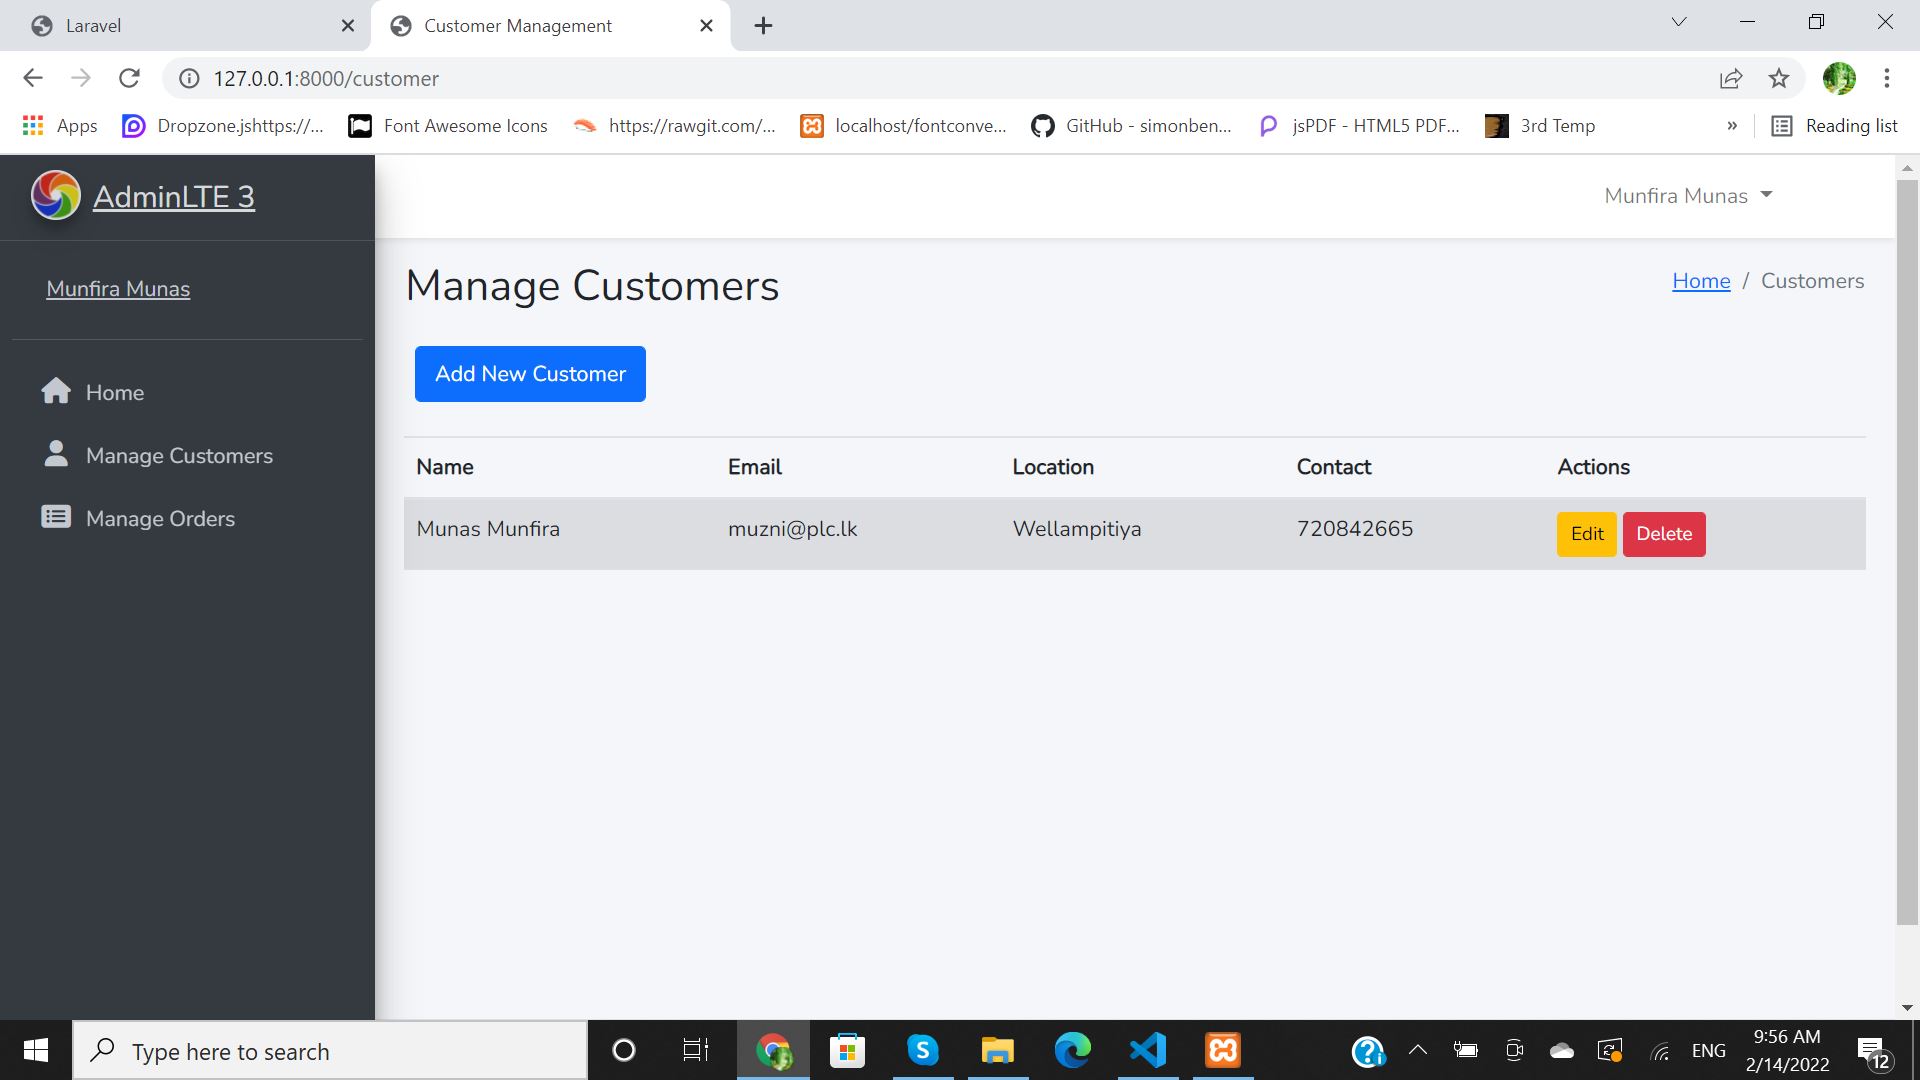 Laravel
Customer Management
127.0.0.1:8000/customer
Apps
Dropzone.jshttps://...
Font Awesome Icons
https://rawgit.com/...
localhost/fontconve...
GitHub - simonben...
jsPDF - HTML5 PDF...
3rd Temp
»
Reading list
AdminLTE 3
Munfira Munas
Munfira Munas
Home
Manage Customers
Manage Orders
Manage Customers
Home / Customers
Add New Customer
Name Email Location Contact Actions
Munas Munfira muzni@plc.lk Wellampitiya 720842665 Edit Delete
Type here to search
ENG
9:56 AM
2/14/2022
12